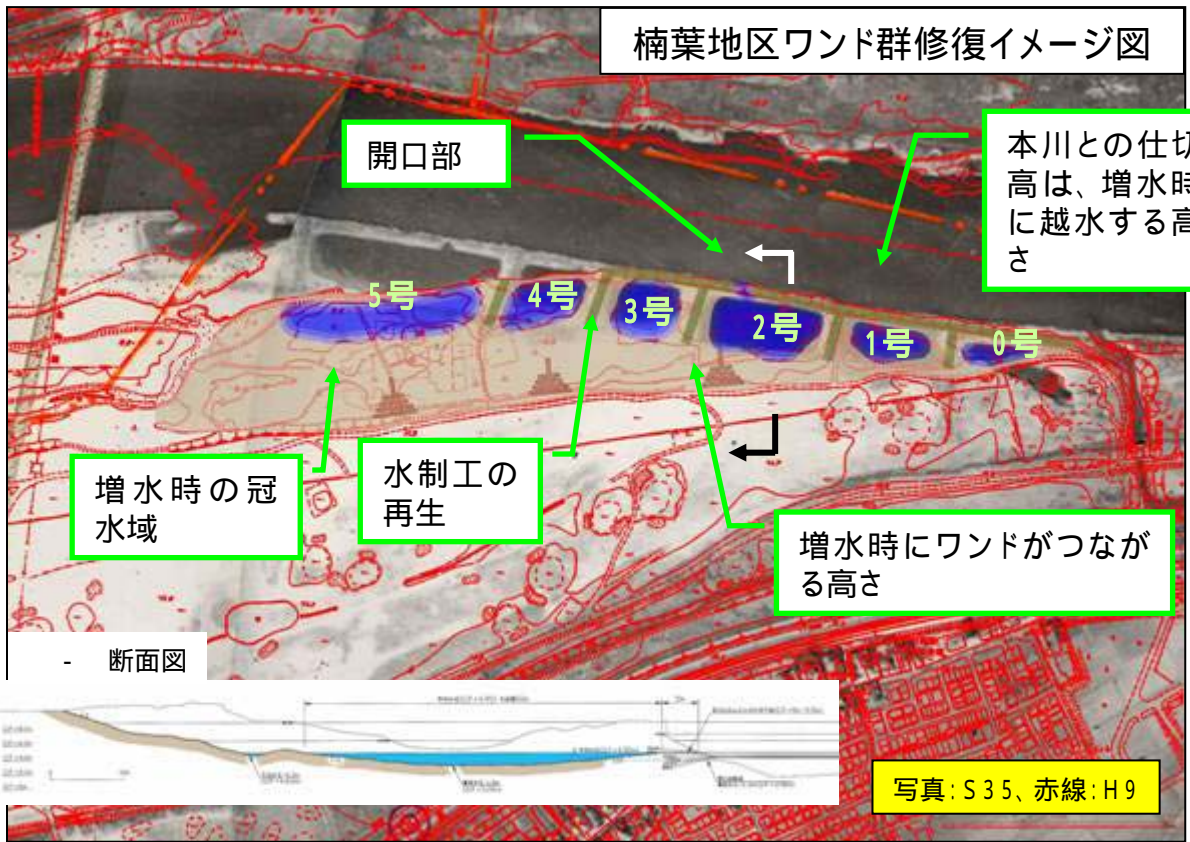 楠葉地区ワンド群修復イメージ図
開口部
本川との仕切
高は、増水時
に越水する高
さ
5号
4号
3号
2号
1号
0号
増水時の冠
水域
水制工の
再生
増水時にワンドがつなが
る高さ
- 断面図
写真:S35、赤線:H9